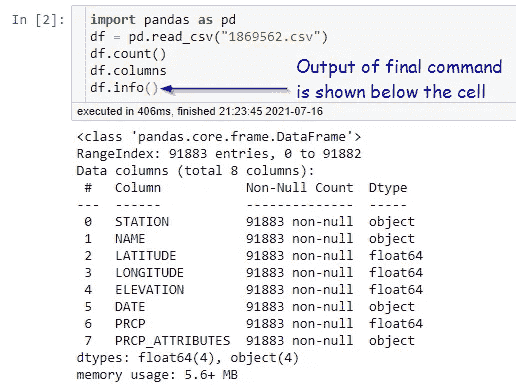 In [2]:
import pandas as pd
df = pd.read_csv("1869562.csv")
df.count()
df.columns
df.info()
Output of final command
is shown below the cell
executed in 406ms, finished 21:23:45 2021-07-16
<class 'pandas.core.frame.DataFrame'>
RangeIndex: 91883 entries, 0 to 91882
Data columns (total 8 columns):
 #   Column           Non-Null Count  Dtype
---  ------           --------------  -----
 0   STATION          91883 non-null  object
 1   NAME             91883 non-null  object
 2   LATITUDE         91883 non-null  float64
 3   LONGITUDE        91883 non-null  float64
 4   ELEVATION        91883 non-null  float64
 5   DATE             91883 non-null  object
 6   PRCP             91883 non-null  float64
 7   PRCP_ATTRIBUTES  91883 non-null  object
dtypes: float64(4), object(4)
memory usage: 5.6+ MB